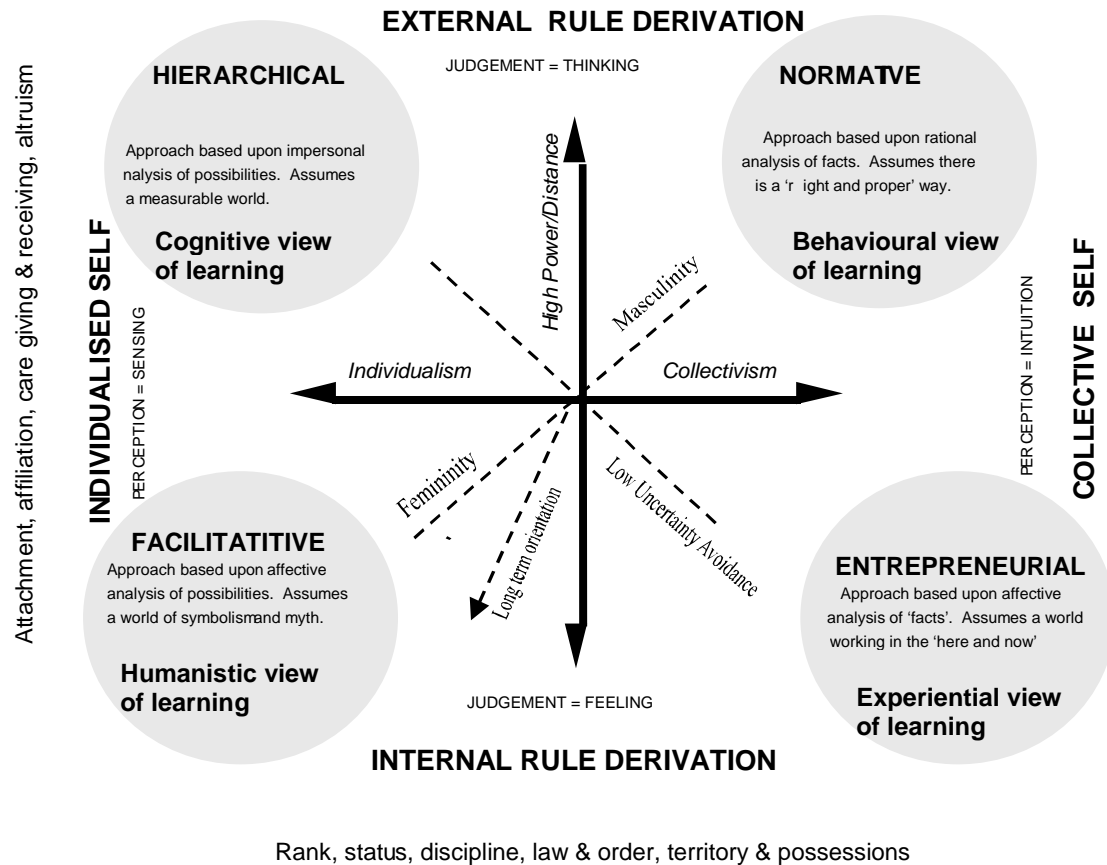 EXTERNAL RULE DERIVATION
JUDGEMENT = THINKING
HIERARCHICAL
Approach based upon impersonal
nalysis of possibilities. Assumes
a measurable world.
Cognitive view
of learning
NORMATIVE
Approach based upon rational
analysis of facts. Assumes there
is a 'r ight and proper' way.
Behavioural view
of learning
Attachment, affiliation, care giving & receiving, altruism
INDIVIDUALISED SELF
PERCEPTION = SENSING
High Power/Distance
Masculinity
Individualism
Collectivism
PERCEPTION = INTUITION
COLLECTIVE SELF
Femininity
Long term orientation
Low Uncertainty Avoidance
FACILITATITIVE
Approach based upon affective
analysis of possibilities. Assumes
a world of symbolism and myth.
Humanistic view
of learning
ENTREPRENEURIAL
Approach based upon affective
analysis of 'facts'. Assumes a world
working in the 'here and now'
Experiential view
of learning
JUDGEMENT = FEELING
INTERNAL RULE DERIVATION
Rank, status, discipline, law & order, territory & possessions